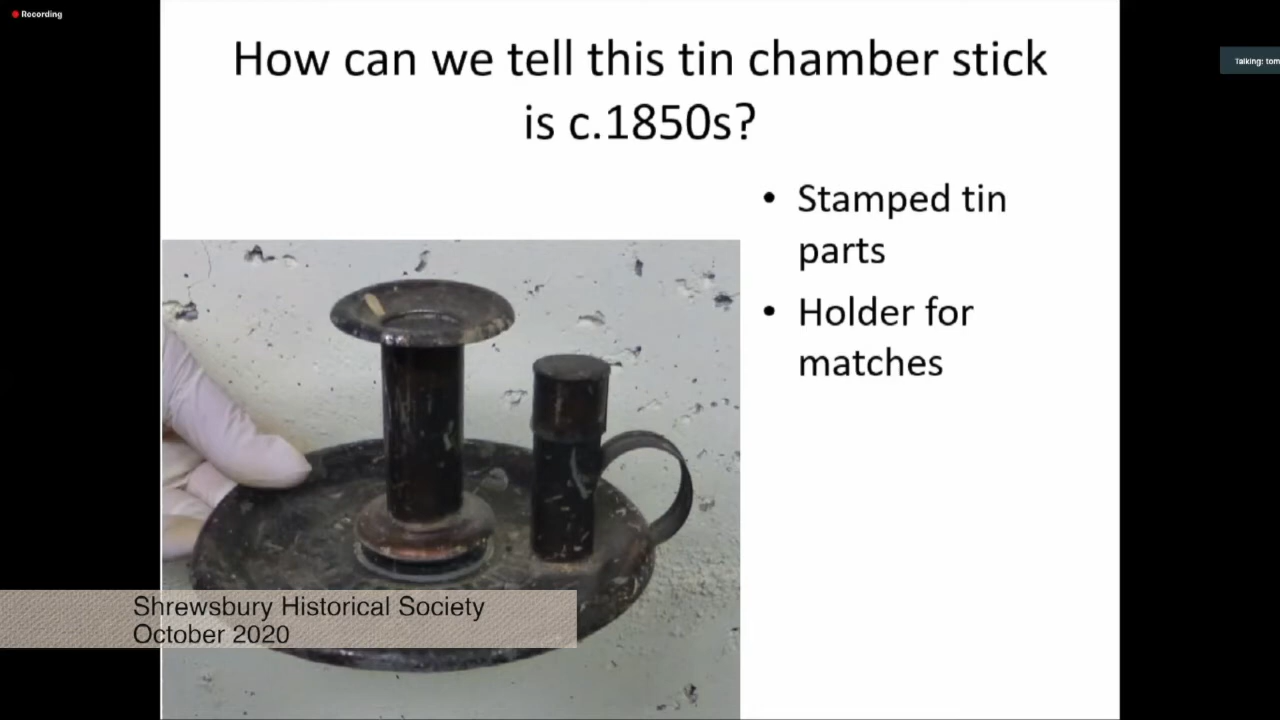 Recording
How can we tell this tin chamber stick
is c.1850s?
Talking: tom
• Stamped tin
parts
• Holder for
matches
Shrewsbury Historical Society
October 2020